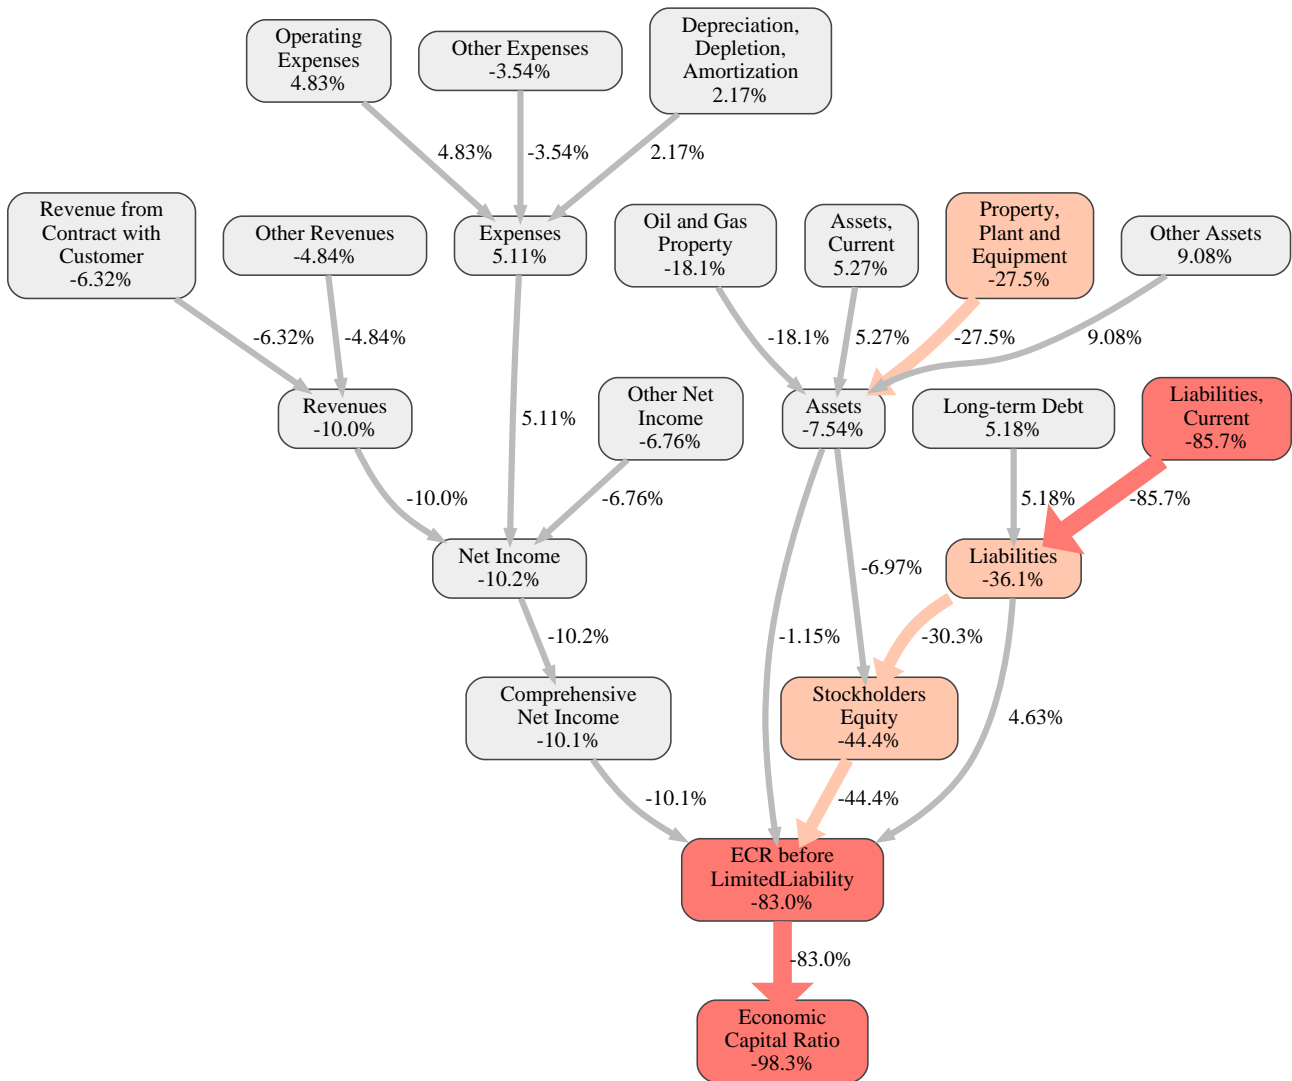 Operating
Expenses
4.83%
Other Expenses
-3.54%
Depreciation,
Depletion,
Amortization
2.17%
4.83%
-3.54%
2.17%
Revenue from
Contract with
Customer
-6.32%
Other Revenues
-4.84%
Expenses
5.11%
Oil and Gas
Property
-18.1%
Assets,
Current
5.27%
Property,
Plant and
Equipment
-27.5%
Other Assets
9.08%
-6.32%
-4.84%
-18.1%
5.27%
-27.5%
9.08%
Revenues
-10.0%
5.11%
Other Net
Income
-6.76%
Assets
-7.54%
Long-term Debt
5.18%
Liabilities,
Current
-85.7%
-10.0%
-6.76%
5.18%
-85.7%
Net Income
-10.2%
-6.97%
Liabilities
-36.1%
-10.2%
-1.15%
-30.3%
Comprehensive
Net Income
-10.1%
Stockholders
Equity
-44.4%
4.63%
-10.1%
-44.4%
ECR before
LimitedLiability
-83.0%
-83.0%
Economic
Capital Ratio
-98.3%